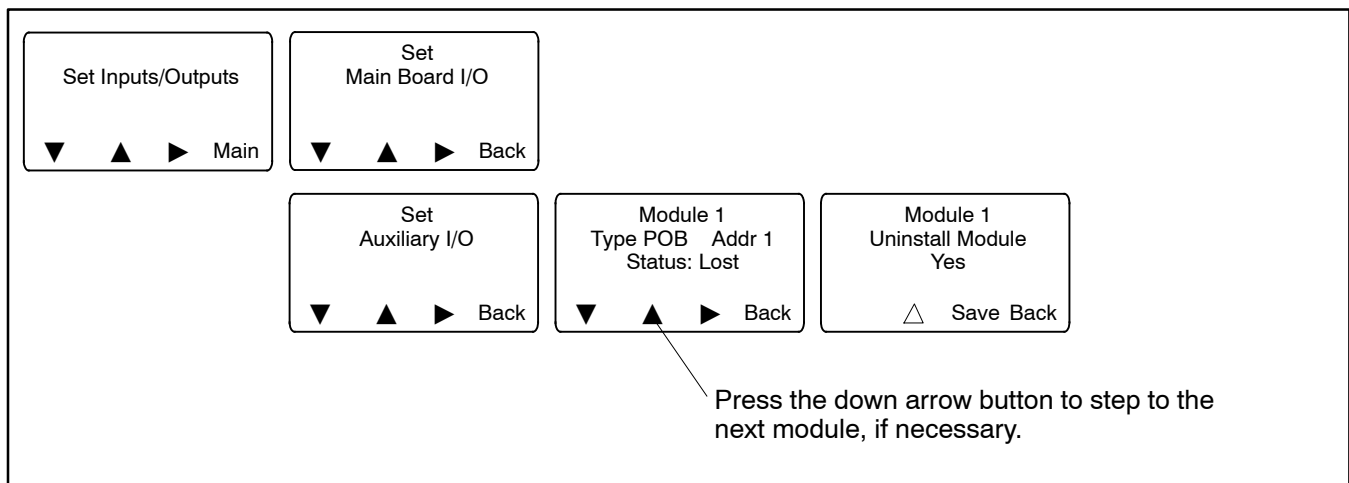 Set Inputs/Outputs
▼ ▲ ▶ Main
Set
Main Board I/O
▼ ▲ ▶ Back
Set
Auxiliary I/O
▼ ▲ ▶ Back
Module 1
Type POB Addr 1
Status: Lost
▼ ▲ ▶ Back
Module 1
Uninstall Module
Yes
△ Save Back
Press the down arrow button to step to the
next module, if necessary.